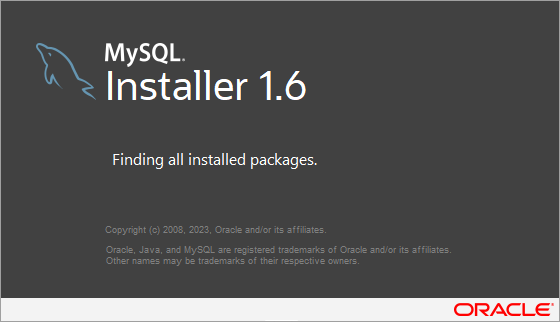 MySQL®
Installer 1.6
Finding all installed packages.
Copyright (c) 2008, 2023, Oracle and/or its affiliates.
Oracle, Java, and MySQL are registered trademarks of Oracle and/or its affiliates.
Other names may be trademarks of their respective owners.
ORACLE